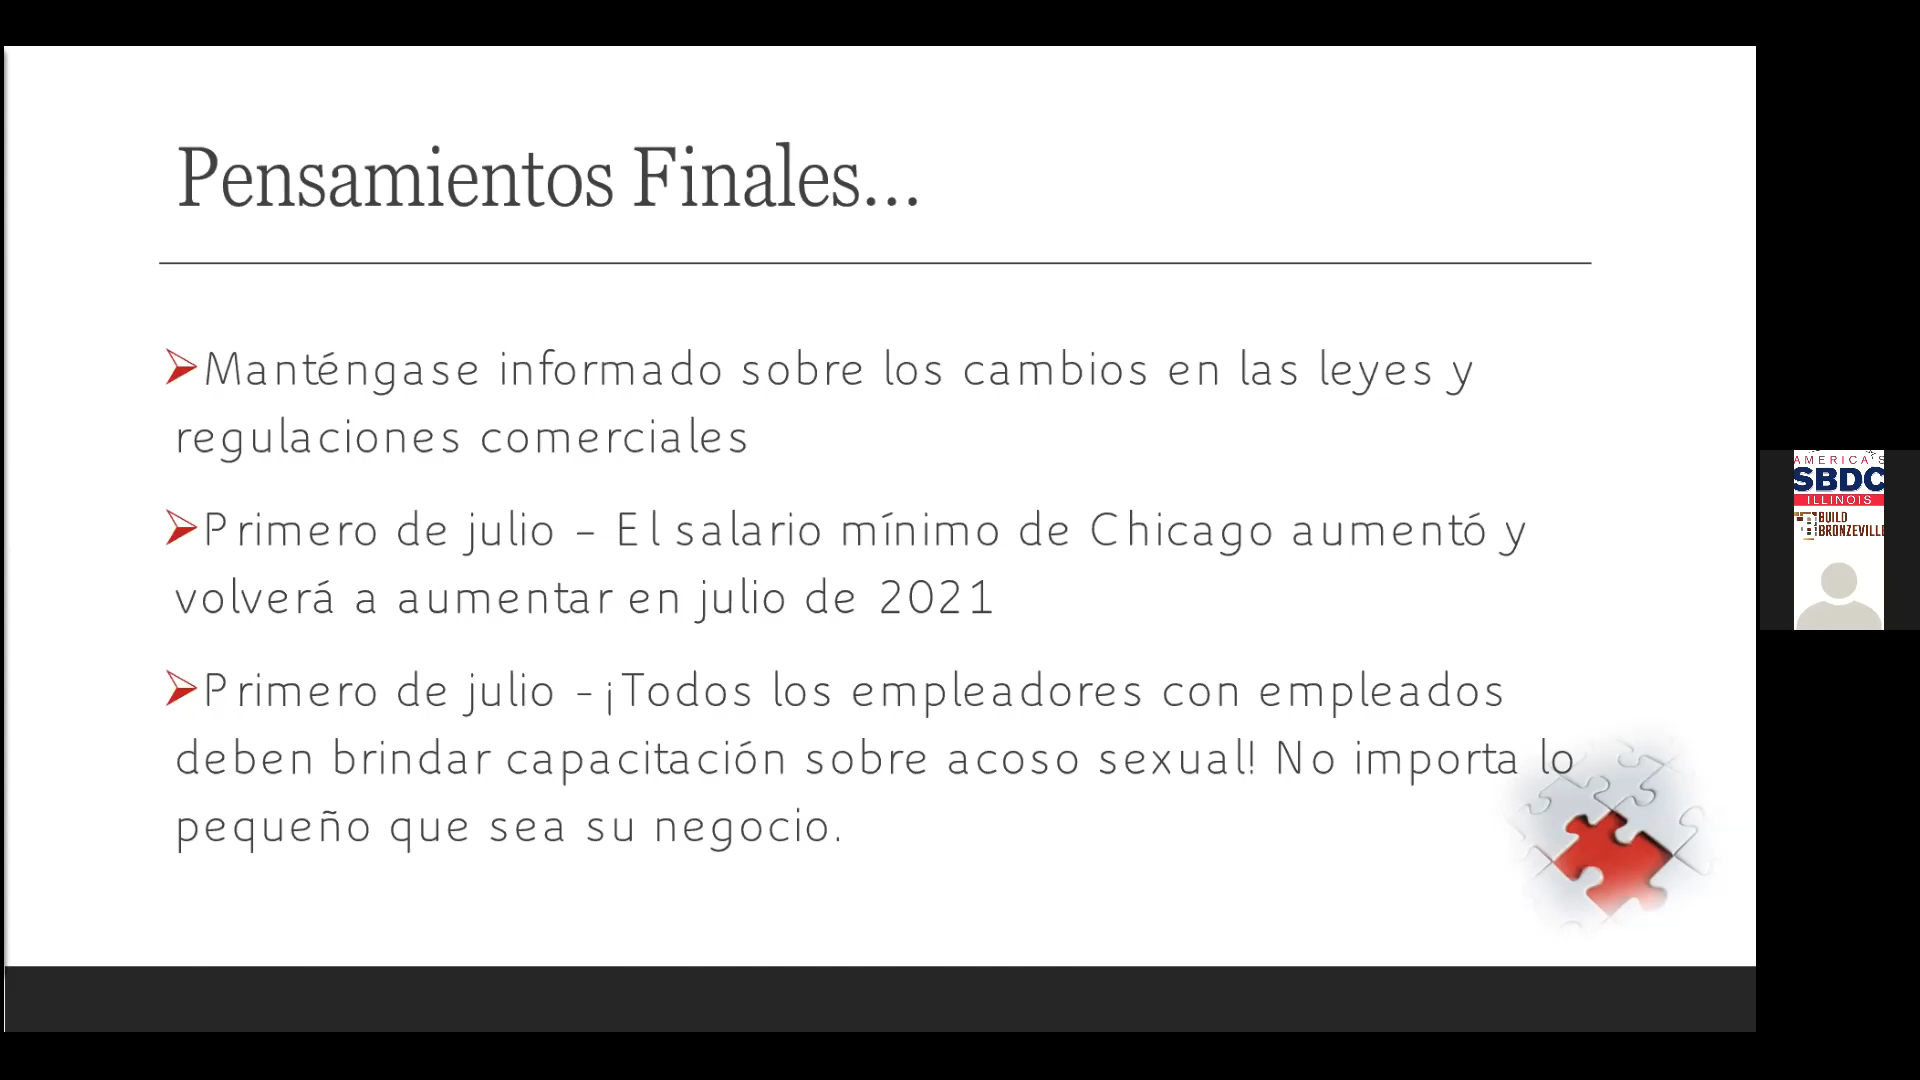 Pensamientos Finales...
Manténgase informado sobre los cambios en las leyes y
regulaciones comerciales
Primero de julio – El salario mínimo de Chicago aumentó y
volverá a aumentar en julio de 2021
Primero de julio -¡Todos los empleadores con empleados
deben brindar capacitación sobre acoso sexual! No importa lo
pequeño que sea su negocio.
AMERICA'S
SBDC
ILLINOIS
BUILD
BRONZEVILLE